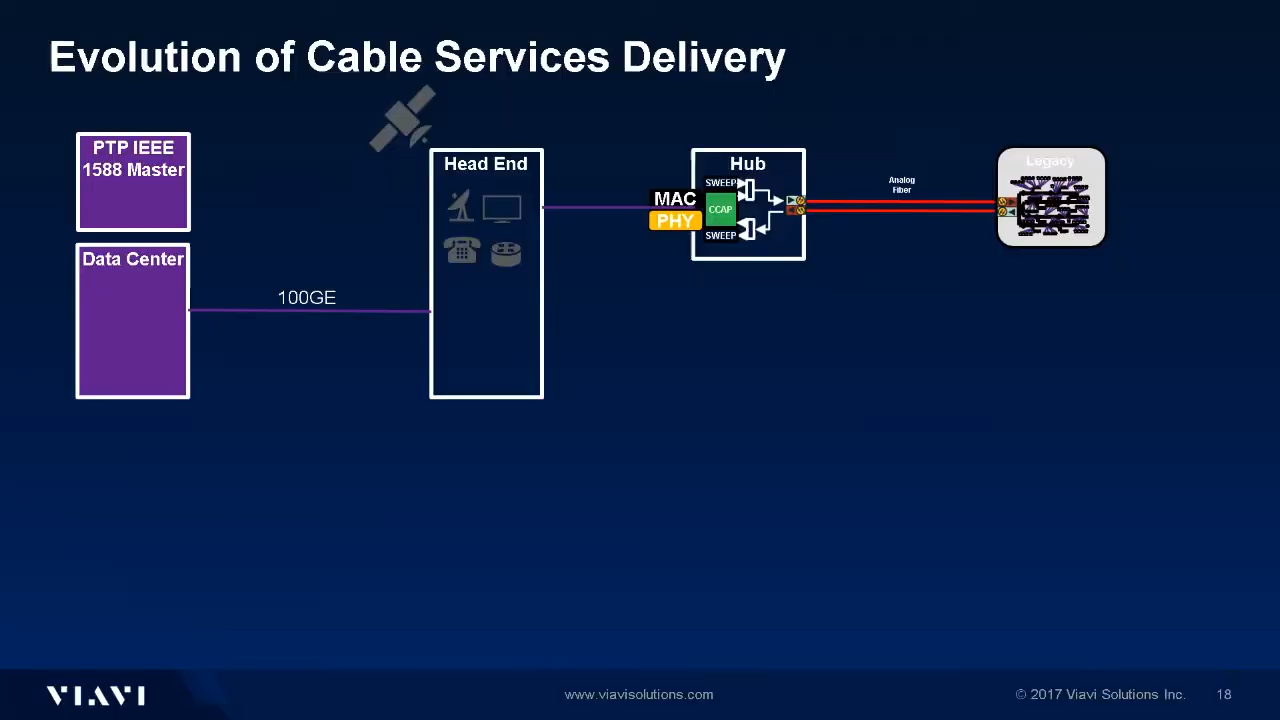 Evolution of Cable Services Delivery
PTP IEEE
1588 Master
Data Center
100GE
Head End
Hub
MAC
PHY
SWEEP
CCAP
SWEEP
Analog
Fiber
Legacy
VIAVI
www.viavisolutions.com
© 2017 Viavi Solutions Inc.
18